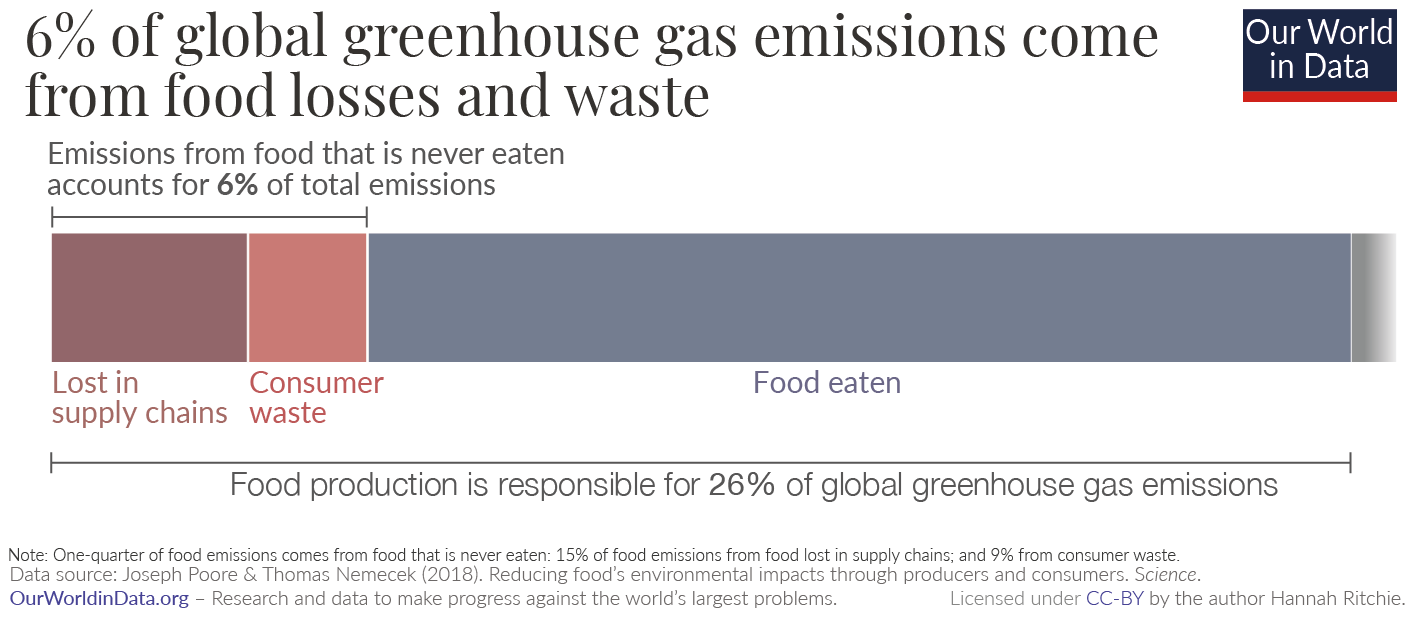 6% of global greenhouse gas emissions come
from food losses and waste
Our World
in Data
Emissions from food that is never eaten
accounts for 6% of total emissions
Lost in
supply chains
Consumer
waste
Food eaten
Food production is responsible for 26% of global greenhouse gas emissions
Note: One-quarter of food emissions comes from food that is never eaten: 15% of food emissions from food lost in supply chains; and 9% from consumer waste.
Data source: Joseph Poore & Thomas Nemecek (2018). Reducing food’s environmental impacts through producers and consumers. Science.
OurWorldinData.org – Research and data to make progress against the world’s largest problems.
Licensed under CC-BY by the author Hannah Ritchie.